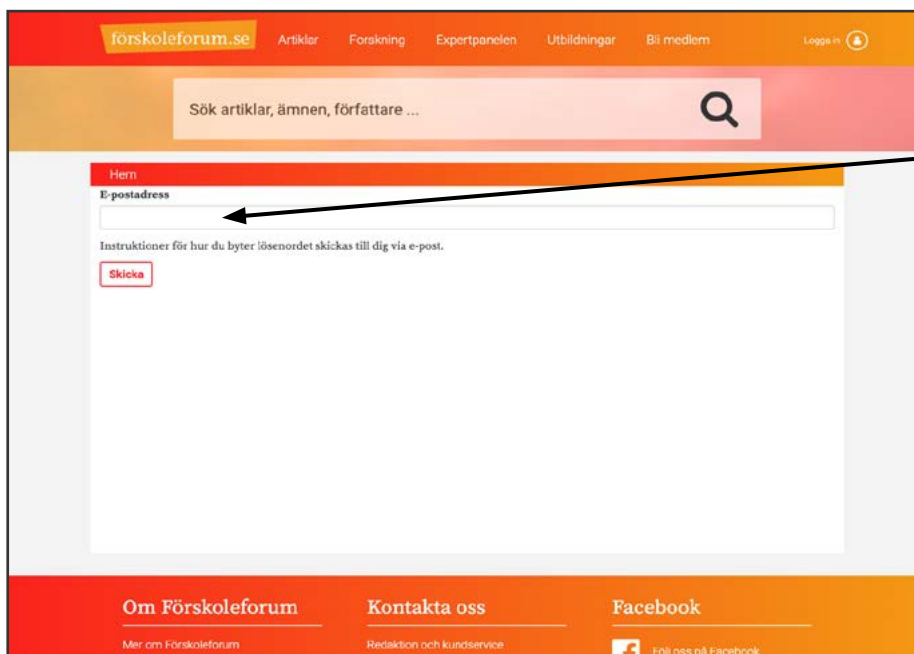 förskoleforum.se Artiklar Forskning Expertpanelen Utbildningar Bli medlem Logga in
Sök artiklar, ämnen, författare ...
Hem
E-postadress
Instruktioner för hur du byter lösenordet skickas till dig via e-post.
Skicka
Om Förskoleforum Kontakta oss Facebook
Mer om Förskoleforum Redaktion och kundservice Följ oss på Facebook